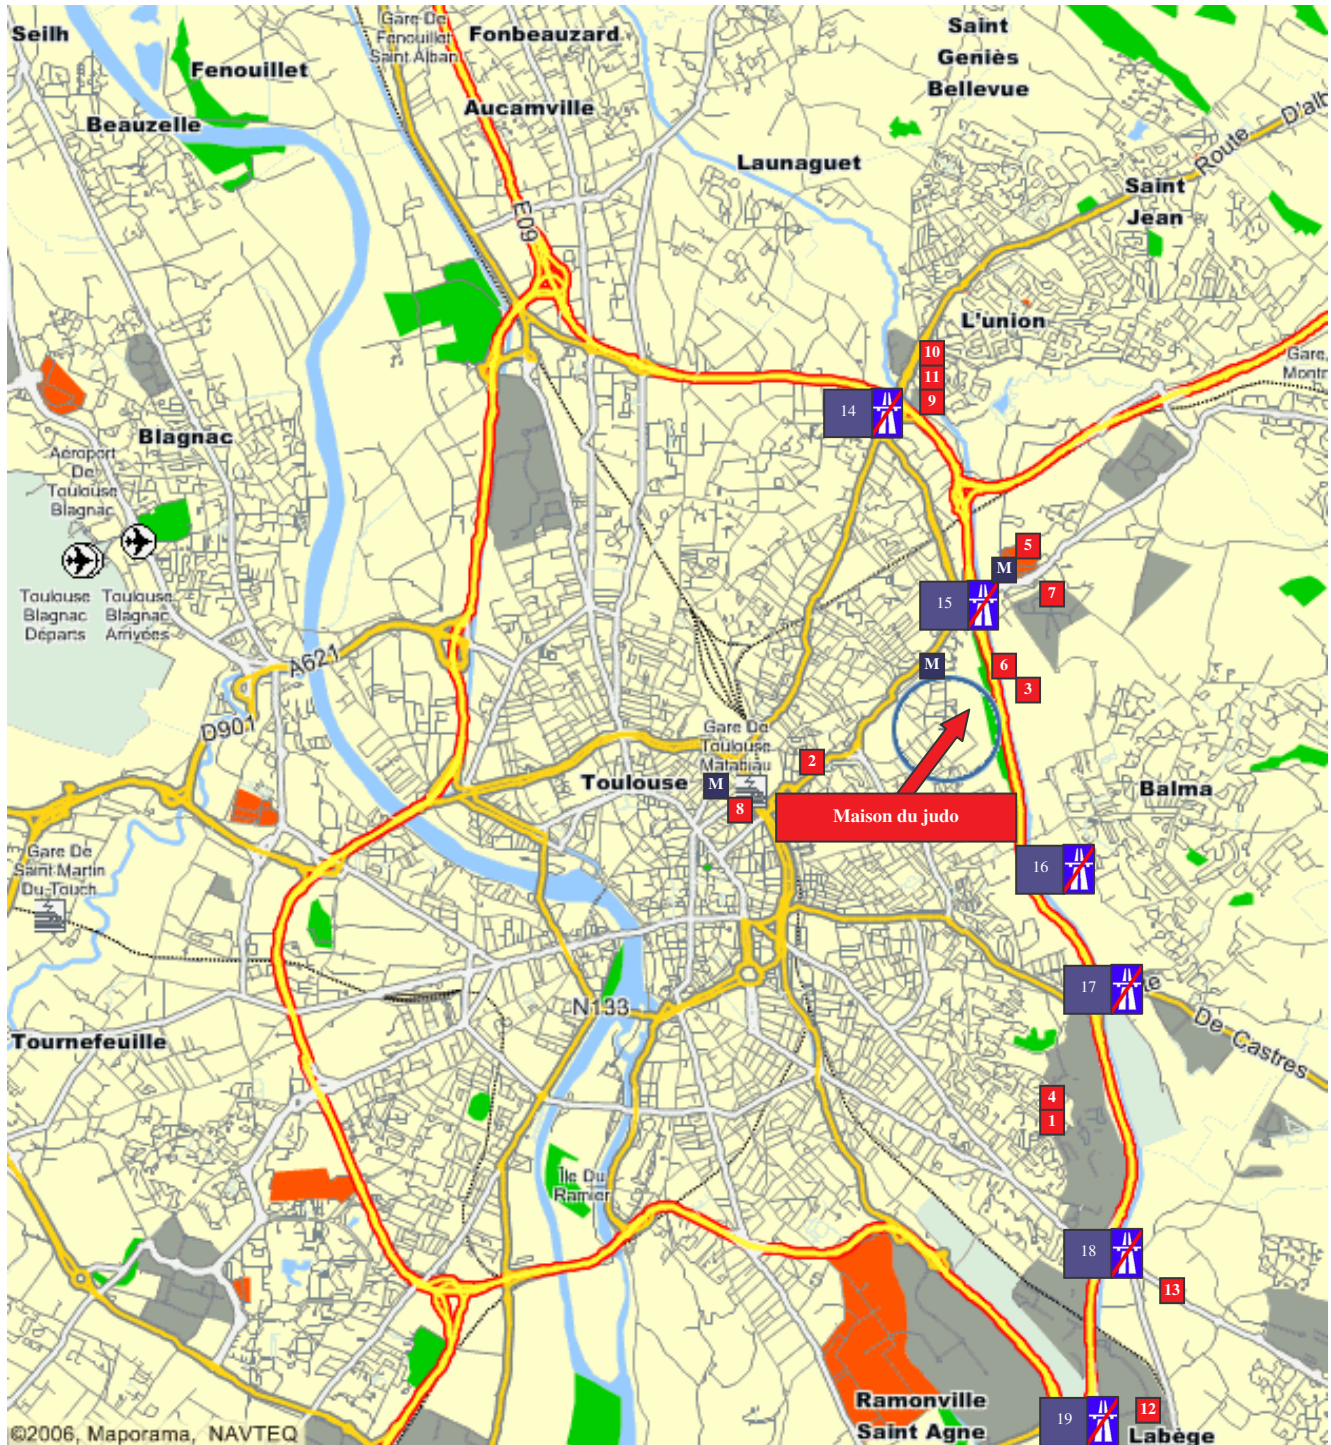 Seilh
Gare De
Fenouillet
Saint Alban
Fonbeauzard
Saint
Geniès
Bellevue
Fenouillet
Aucamville
Beauzelle
Launaguet
Route D'alb
Saint
Jean
E09
L'union
10
11
9
14
Gare
Montr
Blagnac
Aéroport
De
Toulouse
Blagnac
5
M
7
15
Toulouse
Blagnac
Départs
Toulouse
Blagnac
Arrivées
A621
M
6
3
D901
Gare De
Toulouse
Matabiau
2
Toulouse
M
8
Balma
Maison du judo
Gare De
Saint Martin
Du Touch
16
17
te
De Castres
N133
Tournefeuille
4
1
Île Du
Ramier
18
13
Ramonville
Saint Agne
19
12
Labège
©2006, Maporama, NAVTEQ